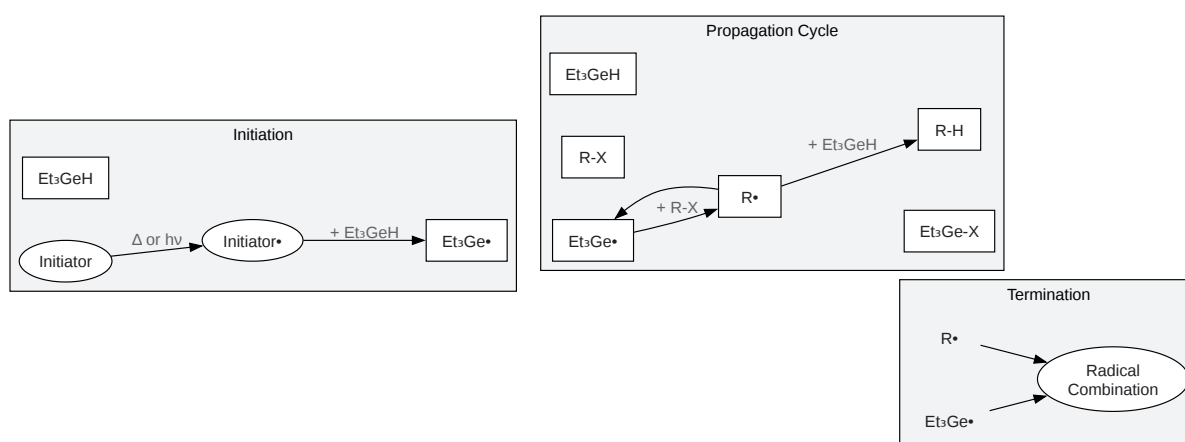 Initiation
Et₃GeH
Initiator
Δ or hν
Initiator•
+ Et₃GeH
Et₃Ge•
Propagation Cycle
Et₃GeH
R-X
Et₃Ge•
+ R-X
R•
+ Et₃GeH
R-H
Et₃Ge-X
Termination
R•
Et₃Ge•
Radical
Combination